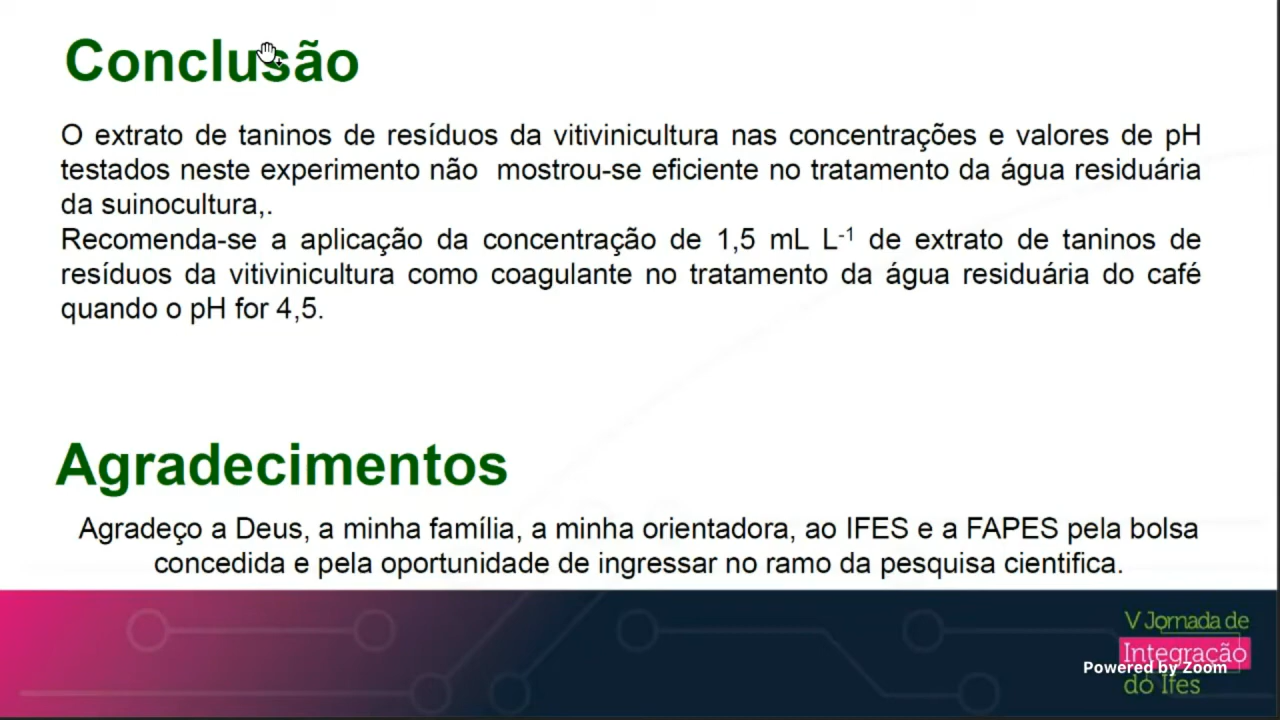 Conclusão
O extrato de taninos de resíduos da vitivinicultura nas concentrações e valores de pH
testados neste experimento não mostrou-se eficiente no tratamento da água residuária
da suinocultura,.
Recomenda-se a aplicação da concentração de 1,5 mL L⁻¹ de extrato de taninos de
resíduos da vitivinicultura como coagulante no tratamento da água residuária do café
quando o pH for 4,5.
Agradecimentos
Agradeço a Deus, a minha família, a minha orientadora, ao IFES e a FAPES pela bolsa
concedida e pela oportunidade de ingressar no ramo da pesquisa cientifica.
V Jornada de
Integração
Powered by Zoom
do Ifes